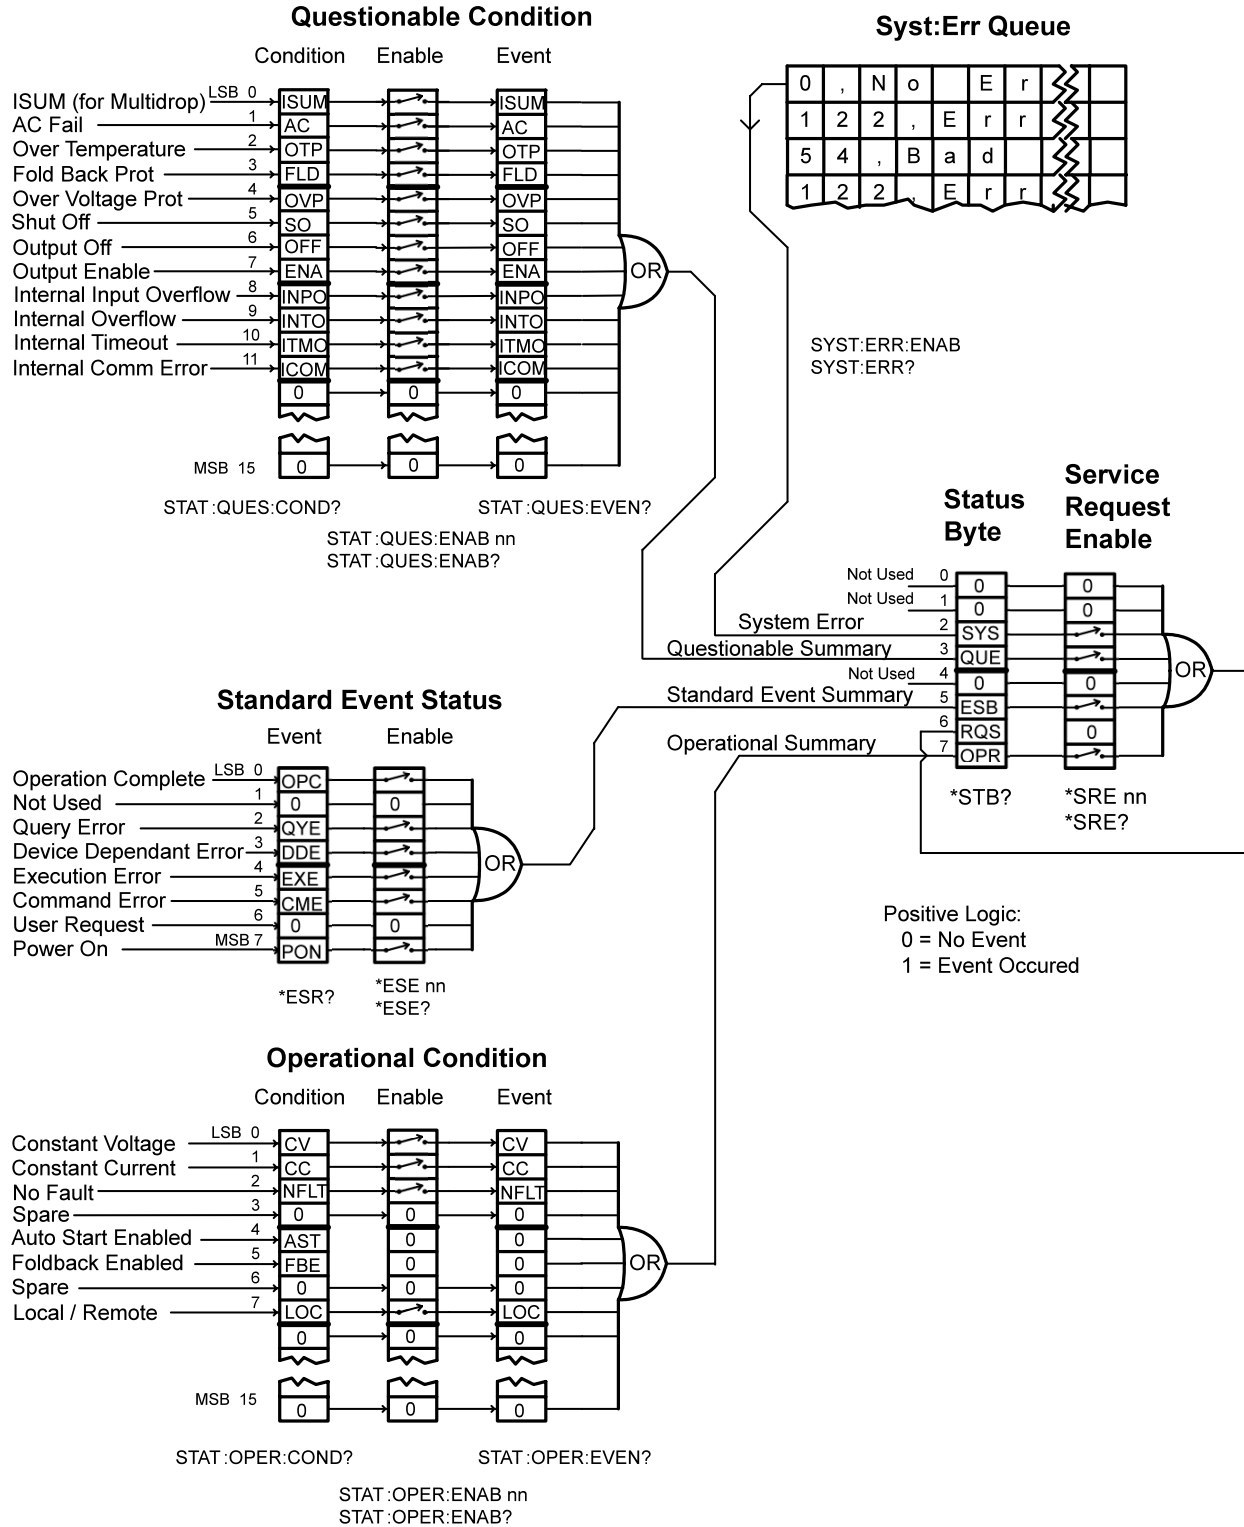 Questionable Condition
Condition Enable Event
ISUM (for Multidrop) LSB 0 ISUM ISUM
AC Fail 1 AC AC
Over Temperature 2 OTP OTP
Fold Back Prot 3 FLD FLD
Over Voltage Prot 4 OVP OVP
Shut Off 5 SO SO
Output Off 6 OFF OFF
Output Enable 7 ENA ENA
Internal Input Overflow 8 INPO INPO
Internal Overflow 9 INTO INTO
Internal Timeout 10 ITMO ITMO
Internal Comm Error 11 ICOM ICOM
0 0 0
MSB 15 0 0 0
OR
STAT:QUES:COND? STAT:QUES:EVEN?
STAT:QUES:ENAB nn
STAT:QUES:ENAB?
Syst:Err Queue
0 , N o E r
1 2 2 , E r r
5 4 , B a d
1 2 2 , E r r
SYST:ERR:ENAB
SYST:ERR?
Status Byte
Service Request Enable
Not Used 0 0 0
Not Used 1 0 0
System Error 2 SYS
Questionable Summary 3 QUE
Not Used 4 0 0
Standard Event Summary 5 ESB
6 RQS 0
Operational Summary 7 OPR
OR
*STB? *SRE nn
*SRE?
Positive Logic:
0 = No Event
1 = Event Occured
Standard Event Status
Event Enable
Operation Complete LSB 0 OPC
Not Used 1 0 0
Query Error 2 QYE
Device Dependant Error 3 DDE
Execution Error 4 EXE
Command Error 5 CME
User Request 6 0 0
Power On MSB 7 PON
OR
*ESR? *ESE nn
*ESE?
Operational Condition
Condition Enable Event
Constant Voltage LSB 0 CV CV
Constant Current 1 CC CC
No Fault 2 NFLT NFLT
Spare 3 0 0 0
Auto Start Enabled 4 AST 0 0
Foldback Enabled 5 FBE 0 0
Spare 6 0 0 0
Local / Remote 7 LOC LOC
0 0 0
MSB 15 0 0 0
OR
STAT:OPER:COND? STAT:OPER:EVEN?
STAT:OPER:ENAB nn
STAT:OPER:ENAB?